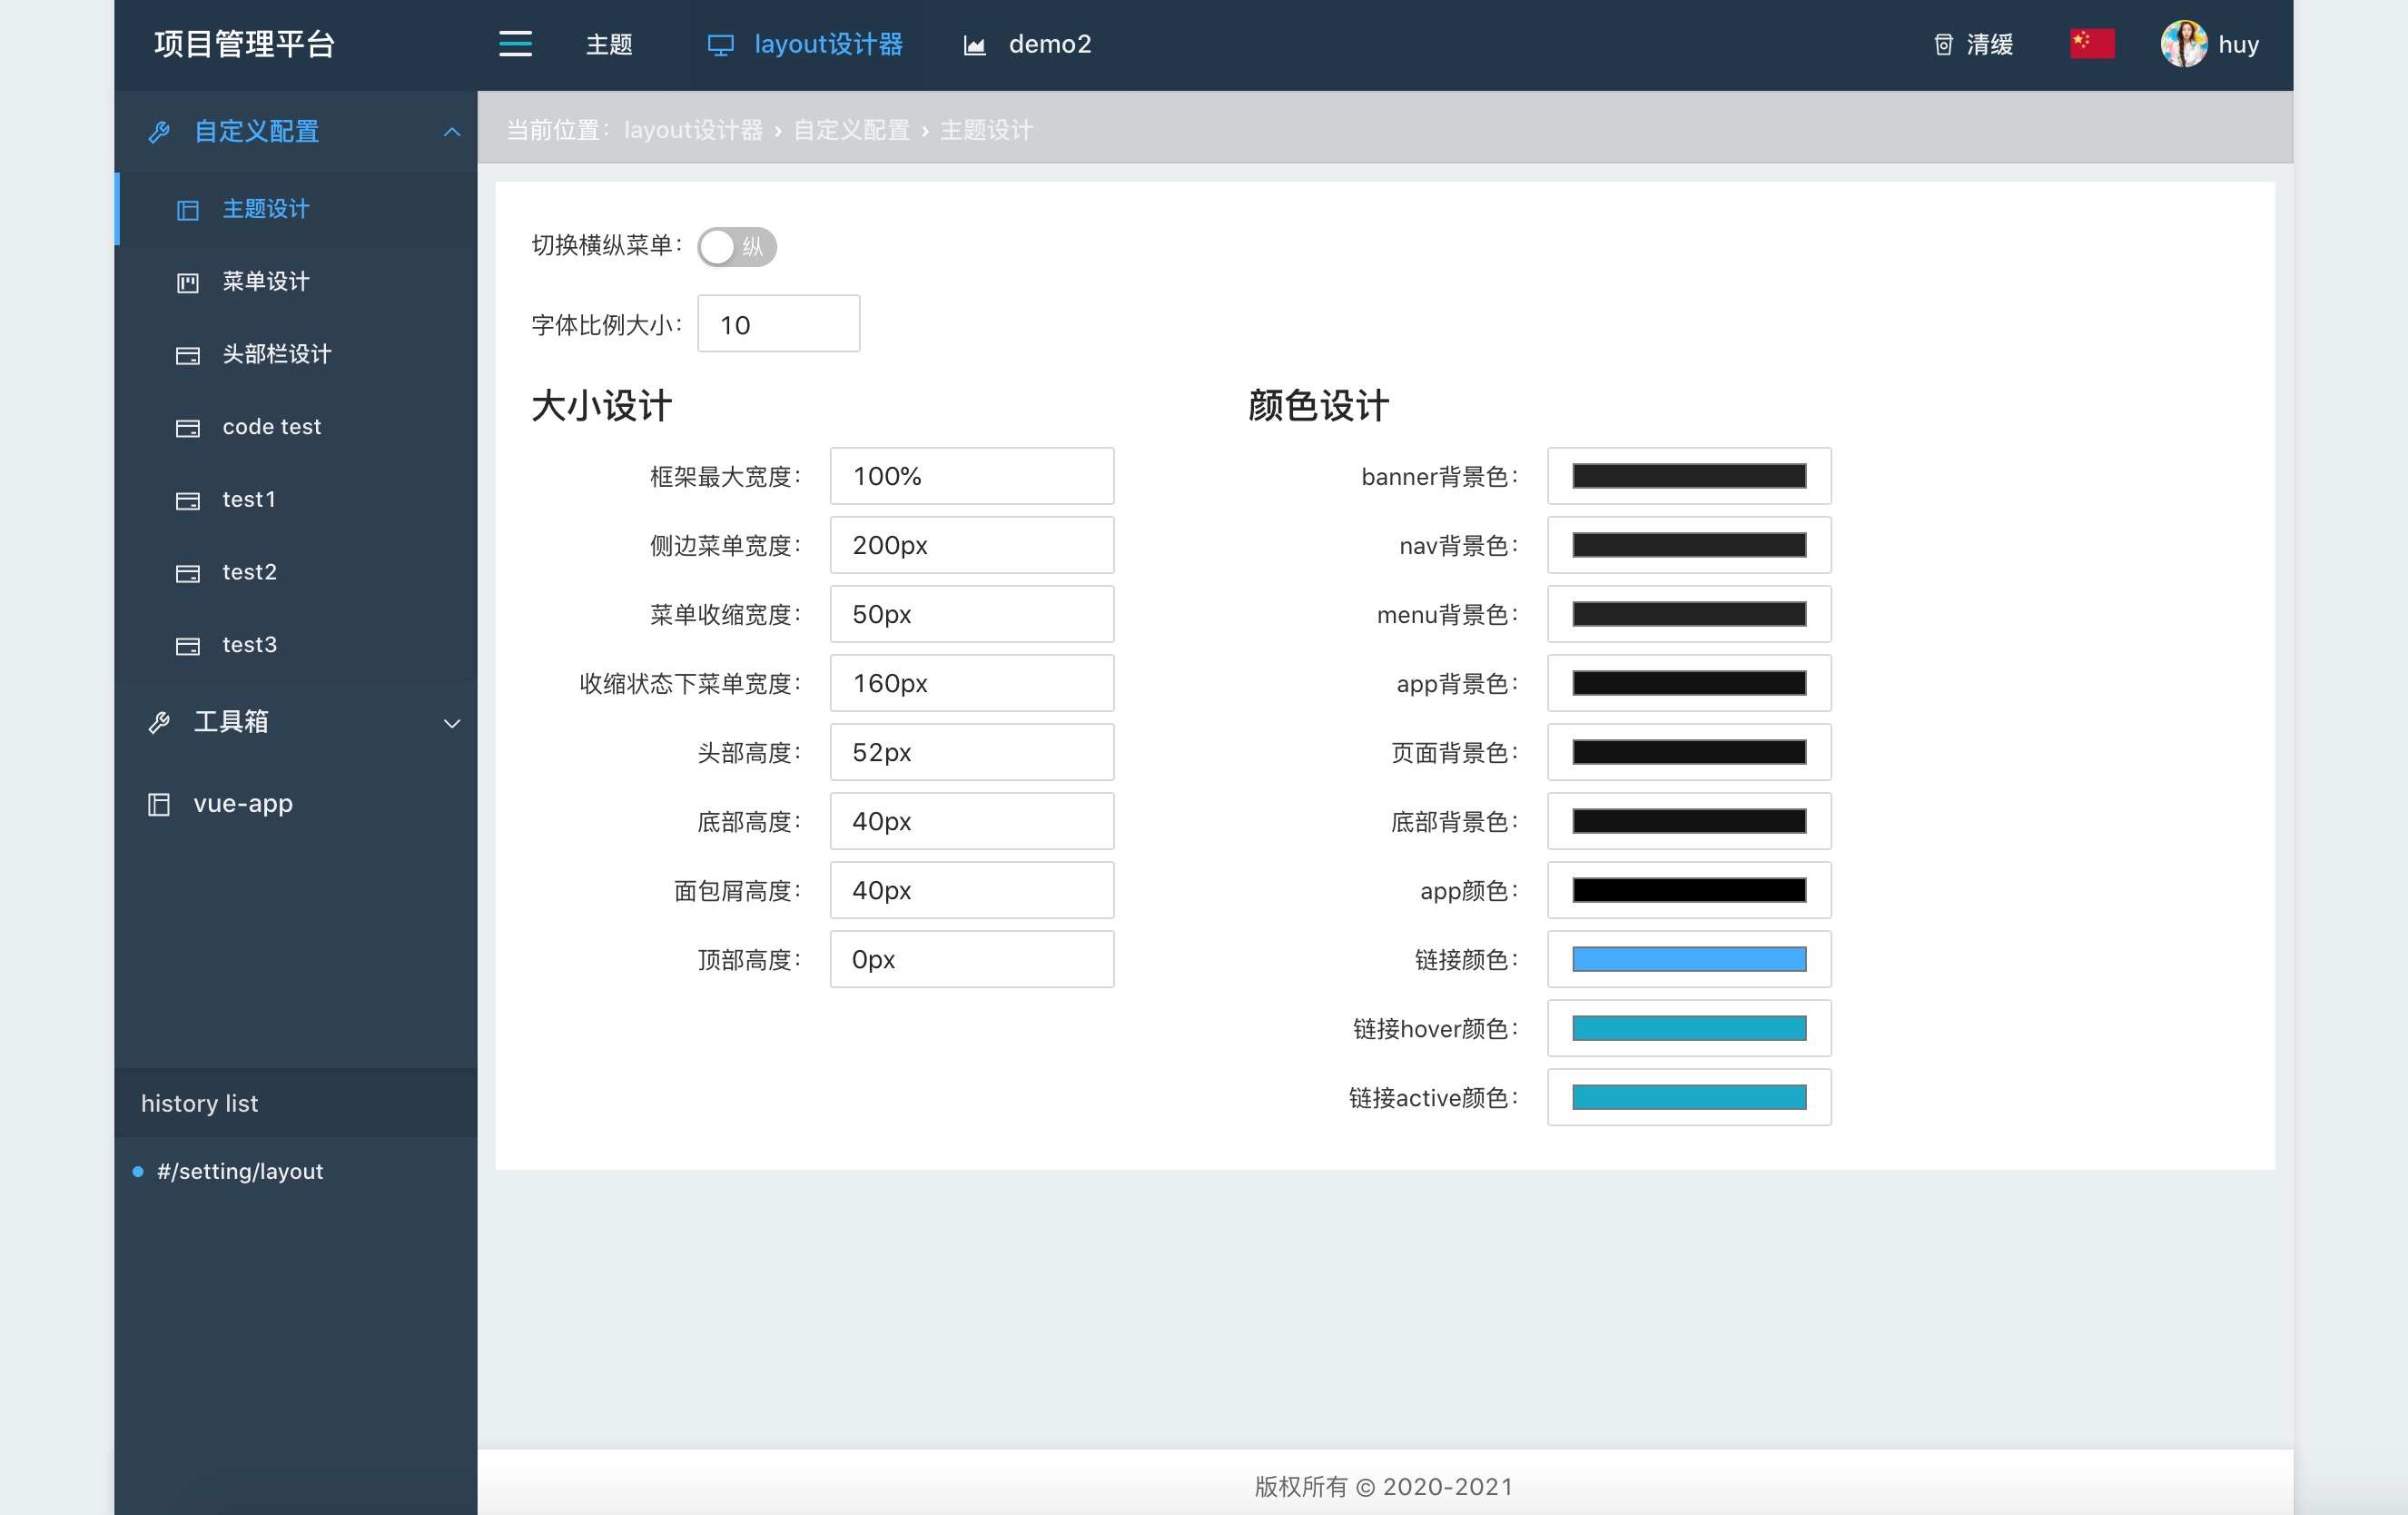 项目管理平台
主题
layout设计器
demo2
清缓
huy
自定义配置
主题设计
菜单设计
头部栏设计
code test
test1
test2
test3
工具箱
vue-app
history list
#/setting/layout
当前位置：layout设计器 › 自定义配置 › 主题设计
切换横纵菜单： 纵
字体比例大小： 10
大小设计
框架最大宽度： 100%
侧边菜单宽度： 200px
菜单收缩宽度： 50px
收缩状态下菜单宽度： 160px
头部高度： 52px
底部高度： 40px
面包屑高度： 40px
顶部高度： 0px
颜色设计
banner背景色：
nav背景色：
menu背景色：
app背景色：
页面背景色：
底部背景色：
app颜色：
链接颜色：
链接hover颜色：
链接active颜色：
版权所有 © 2020-2021